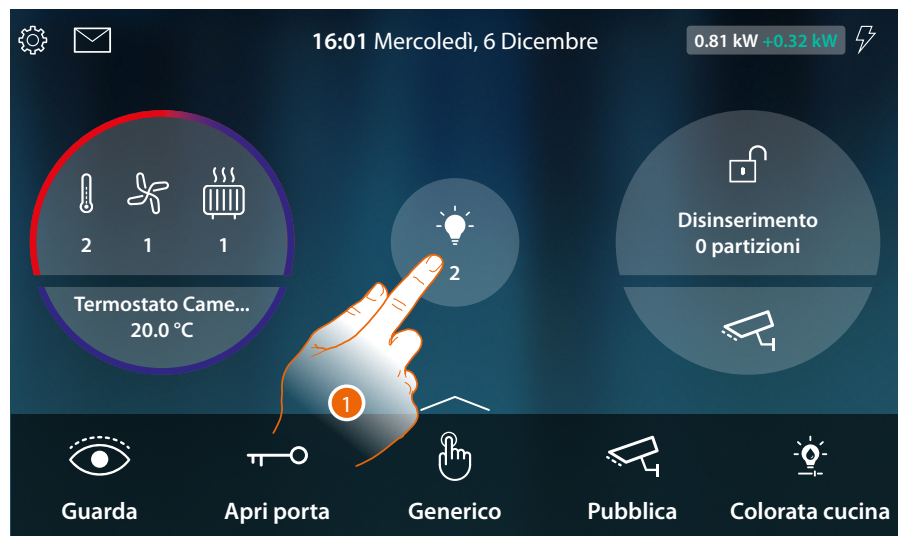 16:01 Mercoledì, 6 Dicembre
0.81 kW +0.32 kW
2 1 1
Termostato Came...
20.0 °C
2
Disinserimento
0 partizioni
1
Guarda
Apri porta
Generico
Pubblica
Colorata cucina